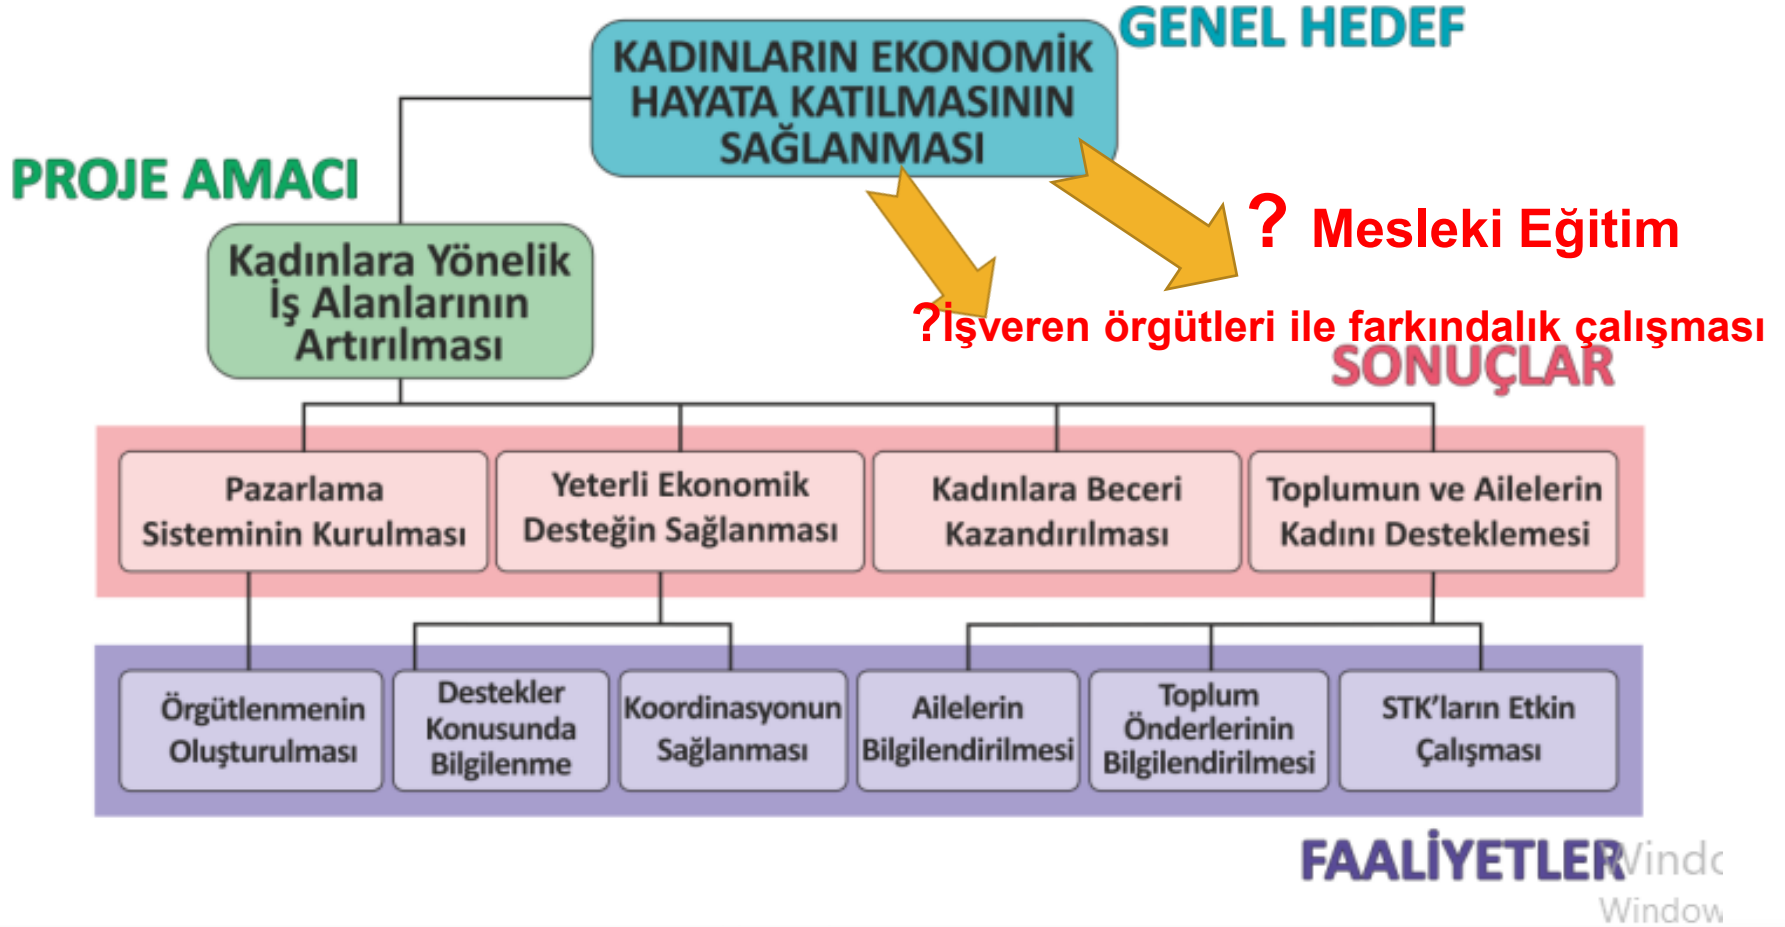 GENEL HEDEF
KADINLARIN EKONOMİK
HAYATA KATILMASININ
SAĞLANMASI
PROJE AMACI
Kadınlara Yönelik
İş Alanlarının
Artırılması
? Mesleki Eğitim
?İşveren örgütleri ile farkındalık çalışması
SONUÇLAR
Pazarlama
Sisteminin Kurulması
Yeterli Ekonomik
Desteğin Sağlanması
Kadınlara Beceri
Kazandırılması
Toplumun ve Ailelerin
Kadını Desteklemesi
Örgütlenmenin
Oluşturulması
Destekler
Konusunda
Bilgilenme
Koordinasyonun
Sağlanması
Ailelerin
Bilgilendirilmesi
Toplum
Önderlerinin
Bilgilendirilmesi
STK’ların Etkin
Çalışması
FAALİYETLER
Window